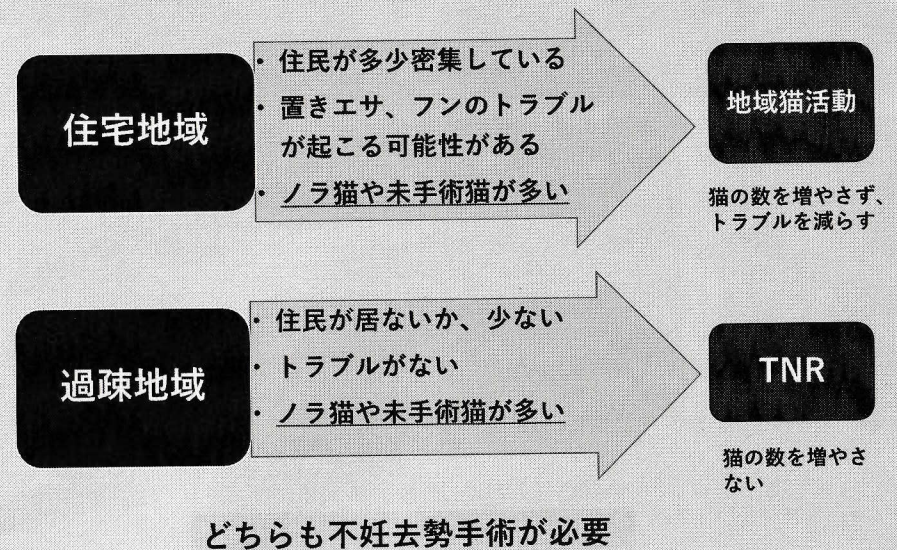 住宅地域
・ 住民が多少密集している
・ 置きエサ、フンのトラブル
が起こる可能性がある
・ ノラ猫や未手術猫が多い
地域猫活動
猫の数を増やさず、
トラブルを減らす
過疎地域
・ 住民が居ないか、少ない
・ トラブルがない
・ ノラ猫や未手術猫が多い
TNR
猫の数を増やさ
ない
どちらも不妊去勢手術が必要